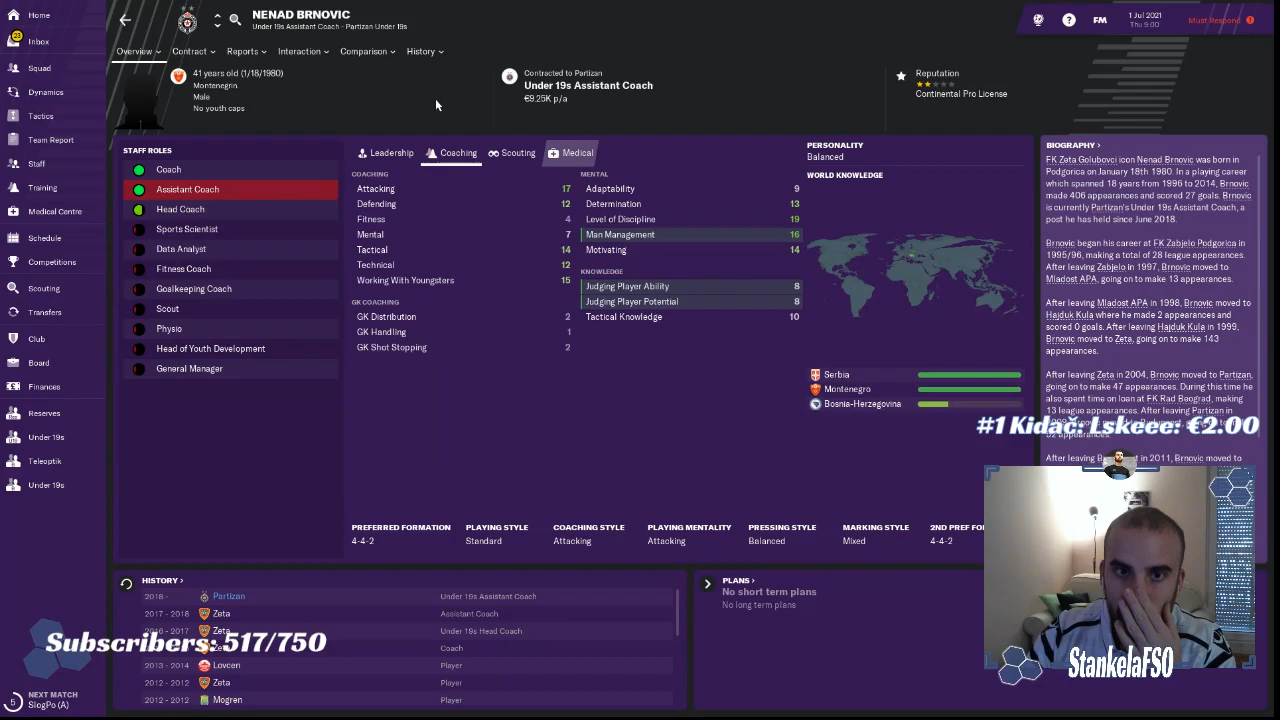 NENAD BRNOVIC
Under 19s Assistant Coach - Partizan Under 19s
1 Jul 2021
Thu 9:00
Must Respond
FM
Overview
Contract
Reports
Interaction
Comparison
History
Home
23
Inbox
Squad
Dynamics
Tactics
Team Report
Staff
Training
Medical Centre
Schedule
Competitions
Scouting
Transfers
Club
Board
Finances
Reserves
Under 19s
Teleoptik
Under 19s
5
NEXT MATCH
SlogPo (A)
41 years old (1/18/1980)
Montenegrin
Male
No youth caps
Contracted to Partizan
Under 19s Assistant Coach
€9.25K p/a
Reputation
Continental Pro License
STAFF ROLES
Coach
Assistant Coach
Head Coach
Sports Scientist
Data Analyst
Fitness Coach
Goalkeeping Coach
Scout
Physio
Head of Youth Development
General Manager
Leadership
Coaching
Scouting
Medical
COACHING
Attacking 17
Defending 12
Fitness 4
Mental 7
Tactical 14
Technical 12
Working With Youngsters 15
GK COACHING
GK Distribution 2
GK Handling 1
GK Shot Stopping 2
MENTAL
Adaptability 9
Determination 13
Level of Discipline 19
Man Management 16
Motivating 14
KNOWLEDGE
Judging Player Ability 8
Judging Player Potential 8
Tactical Knowledge 10
PERSONALITY
Balanced
WORLD KNOWLEDGE
Serbia
Montenegro
Bosnia-Herzegovina
BIOGRAPHY >
FK Zeta Golubovci icon Nenad Brnovic was born in
Podgorica on January 18th 1980. In a playing career
which spanned 18 years from 1996 to 2014, Brnovic
made 406 appearances and scored 27 goals. Brnovic
is currently Partizan's Under 19s Assistant Coach, a
post he has held since June 2018.
Brnovic began his career at FK Zabjelo Podgorica in
1995/96, making a total of 28 league appearances.
After leaving Zabjelo in 1997, Brnovic moved to
Mladost APA, going on to make 13 appearances.
After leaving Mladost APA in 1998, Brnovic moved to
Hajduk Kula where he made 2 appearances and
scored 0 goals. After leaving Hajduk Kula in 1999,
Brnovic moved to Zeta, going on to make 143
appearances.
After leaving Zeta in 2004, Brnovic moved to Partizan,
going on to make 47 appearances. During this time he
also spent time on loan at FK Rad Beograd, making
13 league appearances. After leaving Partizan in
appearances.
After leaving in 2011, Brnovic moved to
#1 Kidač: Lskeee: €2.00
PREFERRED FORMATION
4-4-2
PLAYING STYLE
Standard
COACHING STYLE
Attacking
PLAYING MENTALITY
Attacking
PRESSING STYLE
Balanced
MARKING STYLE
Mixed
2ND PREF FO
4-4-2
HISTORY >
2018 - Partizan Under 19s Assistant Coach
2017 - 2018 Zeta Assistant Coach
2017 Zeta Under 19s Head Coach
Coach
2013 - 2014 Lovcen Player
2012 - 2012 Zeta Player
2012 - 2012 Mogren Player
PLANS >
No short term plans
No long term plans
Subscribers: 517/750
StankelaFSO